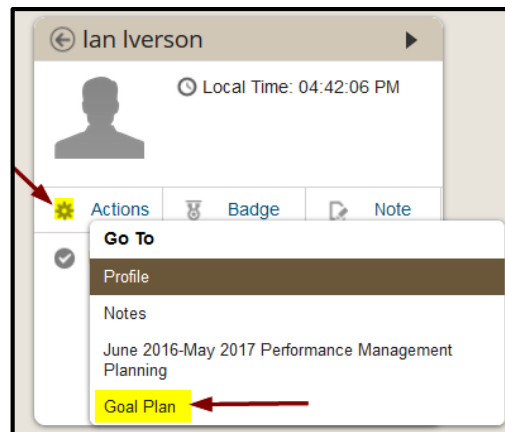 Ian Iverson
Local Time: 04:42:06 PM
Actions Badge Note
Go To
Profile
Notes
June 2016-May 2017 Performance Management
Planning
Goal Plan